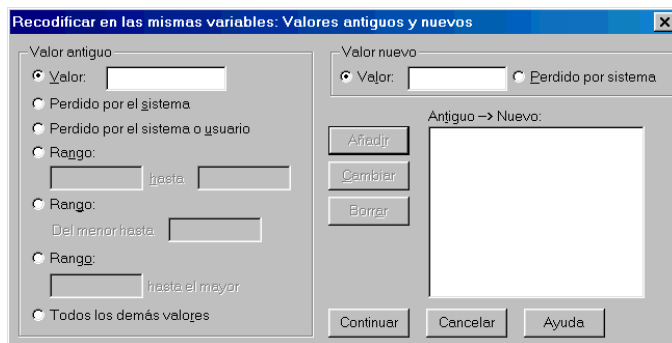 Recodificar en las mismas variables: Valores antiguos y nuevos
Valor antiguo
Valor:
Perdido por el sistema
Perdido por el sistema o usuario
Rango:
hasta
Rango:
Del menor hasta
Rango:
hasta el mayor
Todos los demás valores
Valor nuevo
Valor:
Perdido por sistema
Antiguo --> Nuevo:
Añadir
Cambiar
Borrar
Continuar
Cancelar
Ayuda